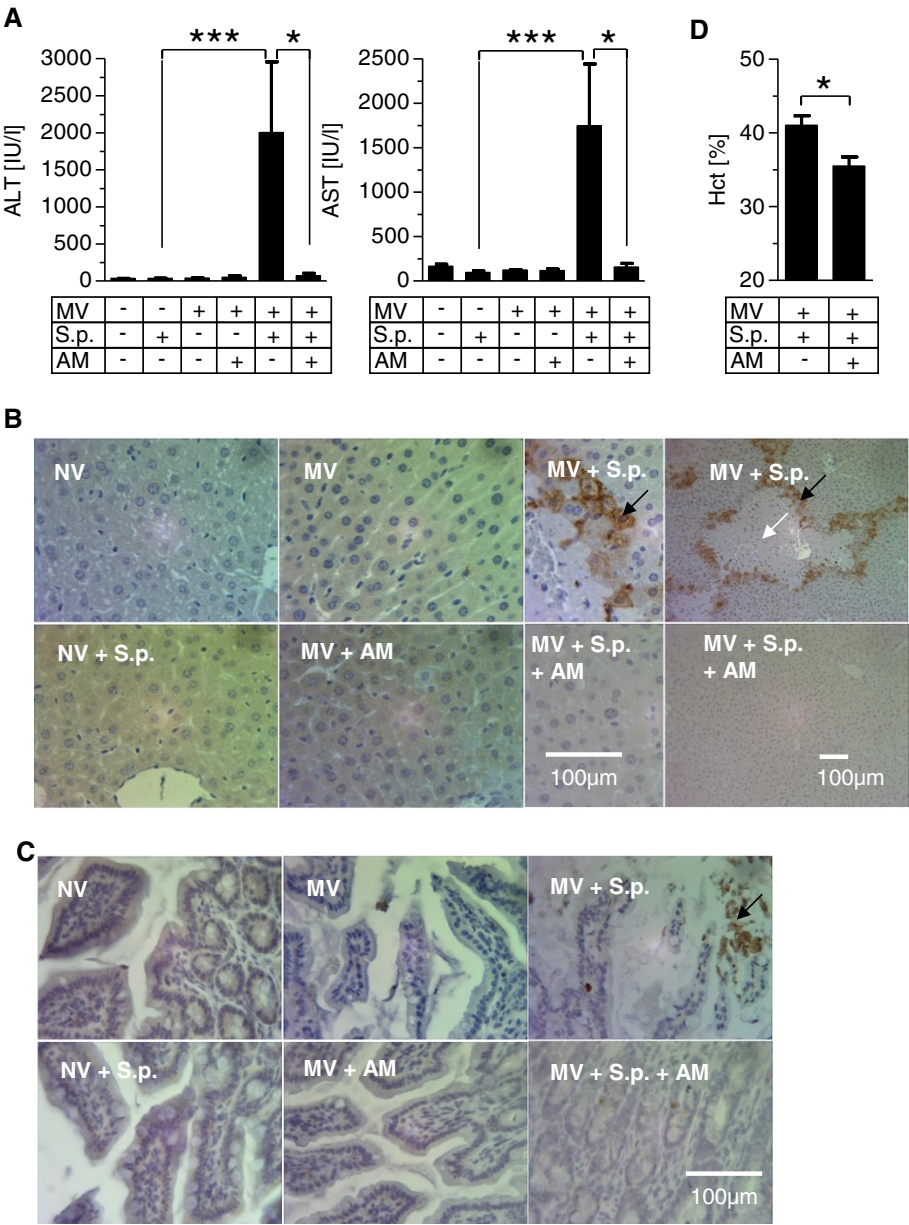 A
D
*** *
*** *
*
3000
2500
2000
1500
1000
500
0
ALT [IU/l]
2500
2000
1500
1000
500
0
AST [IU/l]
50
40
30
20
Hct [%]
MV - - + + + +
S.p. - + - - + +
AM - - - + - +
MV - - + + + +
S.p. - + - - + +
AM - - - + - +
MV + +
S.p. + +
AM - +
B
NV
MV
MV + S.p.
MV + S.p.
NV + S.p.
MV + AM
MV + S.p.
+ AM
100µm
MV + S.p.
+ AM
100µm
C
NV
MV
MV + S.p.
NV + S.p.
MV + AM
MV + S.p. + AM
100µm